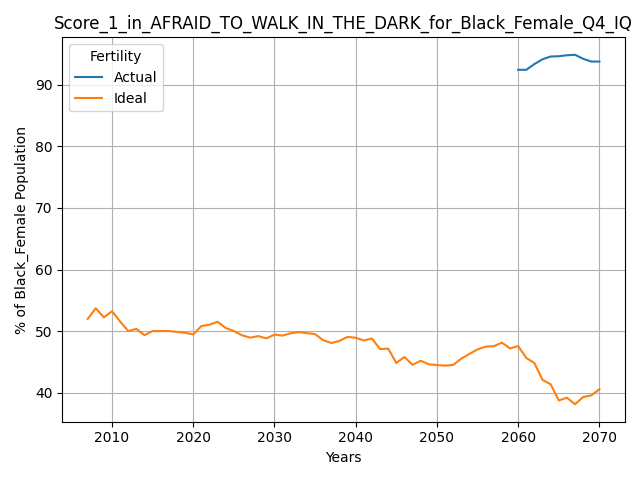 Score_1_in_AFRAID_TO_WALK_IN_THE_DARK_for_Black_Female_Q4_IQ
Fertility
Actual
Ideal
% of Black_Female Population
90
80
70
60
50
40
2010 2020 2030 2040 2050 2060 2070
Years